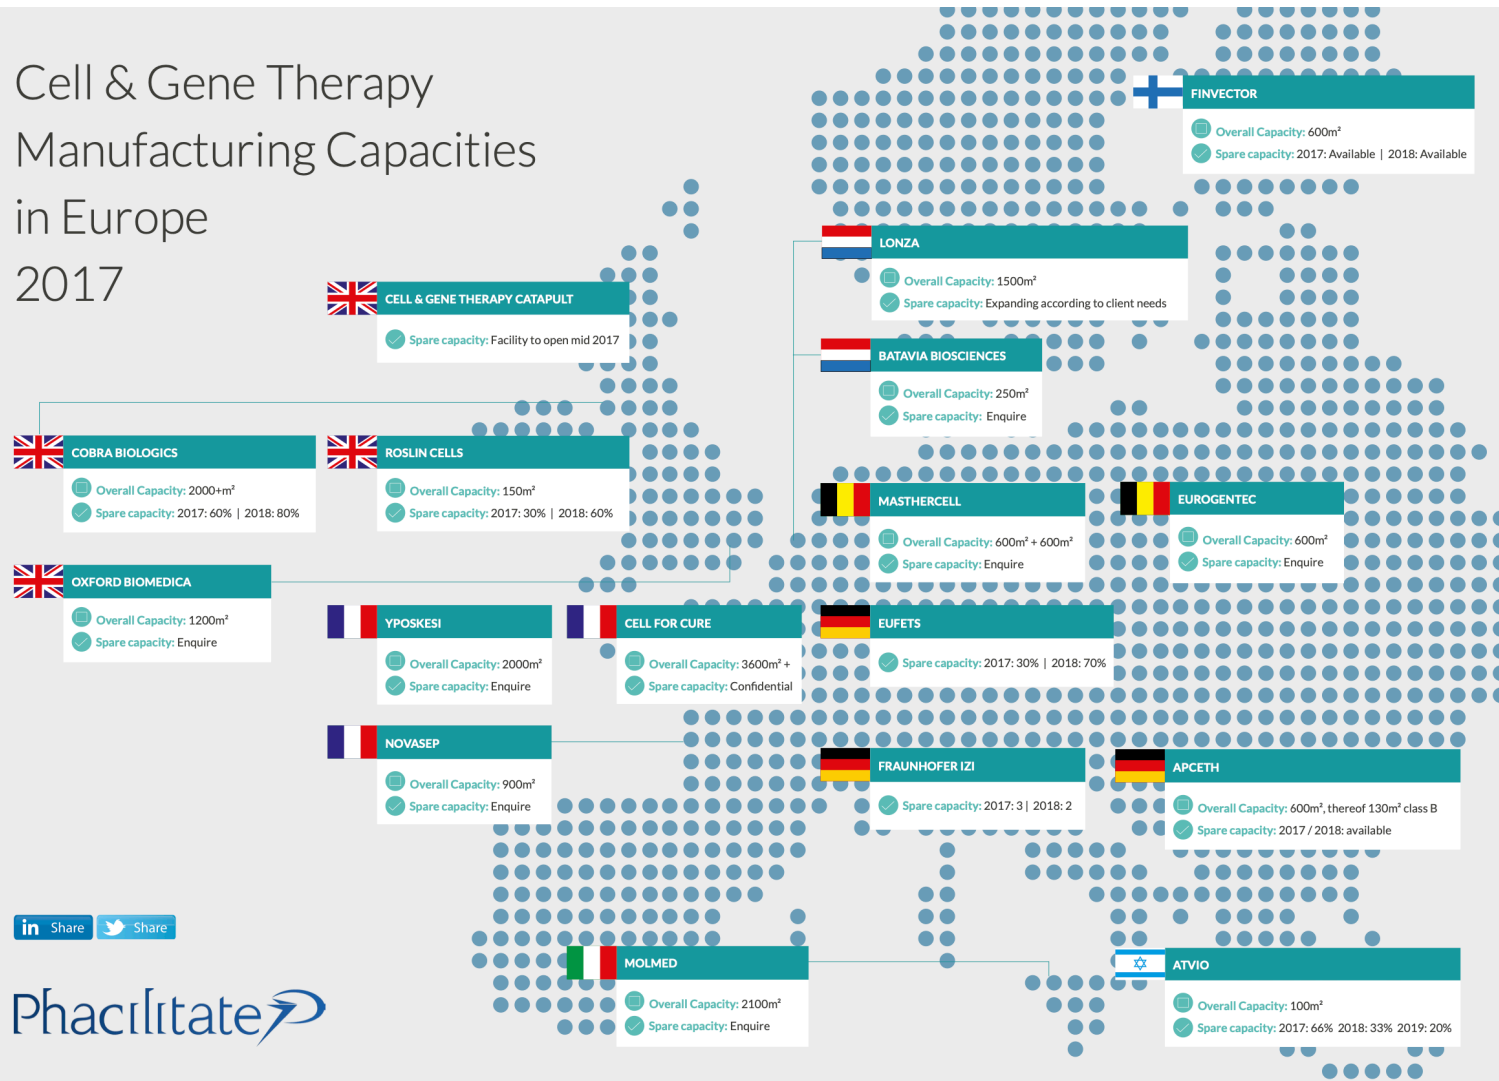 Cell & Gene Therapy
Manufacturing Capacities
in Europe
2017
FINVECTOR
Overall Capacity: 600m²
Spare capacity: 2017: Available | 2018: Available
LONZA
Overall Capacity: 1500m²
Spare capacity: Expanding according to client needs
CELL & GENE THERAPY CATAPULT
Spare capacity: Facility to open mid 2017
BATAVIA BIOSCIENCES
Overall Capacity: 250m²
Spare capacity: Enquire
COBRA BIOLOGICS
Overall Capacity: 2000+m²
Spare capacity: 2017: 60% | 2018: 80%
ROSLIN CELLS
Overall Capacity: 150m²
Spare capacity: 2017: 30% | 2018: 60%
MASTHERCELL
Overall Capacity: 600m² + 600m²
Spare capacity: Enquire
EUROGENTEC
Overall Capacity: 600m²
Spare capacity: Enquire
OXFORD BIOMEDICA
Overall Capacity: 1200m²
Spare capacity: Enquire
YPOSKESI
Overall Capacity: 2000m²
Spare capacity: Enquire
CELL FOR CURE
Overall Capacity: 3600m² +
Spare capacity: Confidential
EUFETS
Spare capacity: 2017: 30% | 2018: 70%
NOVASEP
Overall Capacity: 900m²
Spare capacity: Enquire
FRAUNHOFER IZI
Spare capacity: 2017: 3 | 2018: 2
APCETH
Overall Capacity: 600m², thereof 130m² class B
Spare capacity: 2017 / 2018: available
in Share
Share
MOLMED
Overall Capacity: 2100m²
Spare capacity: Enquire
ATVIO
Overall Capacity: 100m²
Spare capacity: 2017: 66% 2018: 33% 2019: 20%
Phacilitate